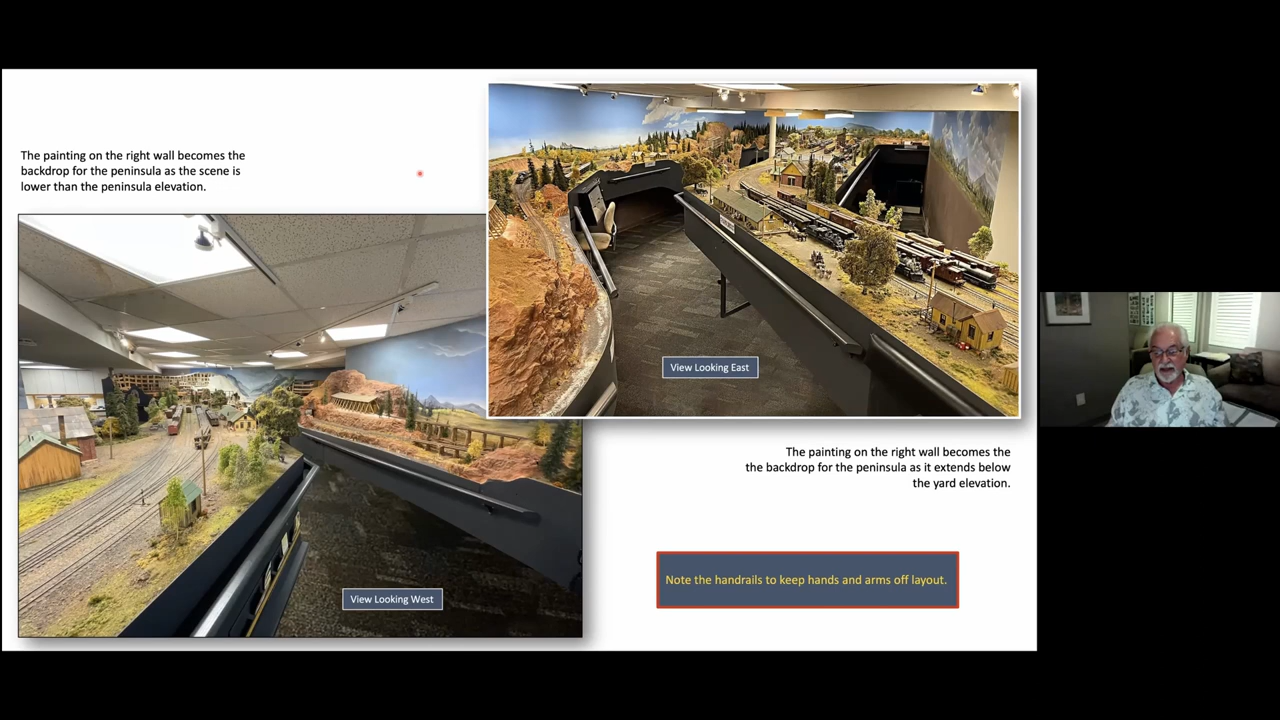 The painting on the right wall becomes the
backdrop for the peninsula as the scene is
lower than the peninsula elevation.
View Looking East
View Looking West
The painting on the right wall becomes the
the backdrop for the peninsula as it extends below
the yard elevation.
Note the handrails to keep hands and arms off layout.